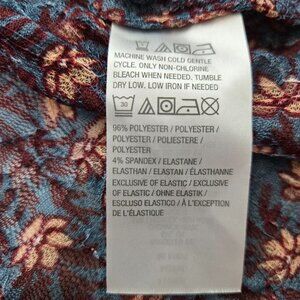 MACHINE WASH COLD GENTLE
CYCLE. ONLY NON-CHLORINE
BLEACH WHEN NEEDED. TUMBLE
DRY LOW. LOW IRON IF NEEDED
30
96% POLYESTER / POLYESTER /
POLYESTER / POLIESTERE /
POLYESTER
4% SPANDEX / ELASTANE /
ELASTHAN / ELASTAN / ÉLASTHANNE
EXCLUSIVE OF ELASTIC / EXCLUSIVE
OF ELASTIC / OHNE ELASTIK /
ESCLUSO ELASTICO / À L'EXCEPTION
DE L'ÉLASTIQUE